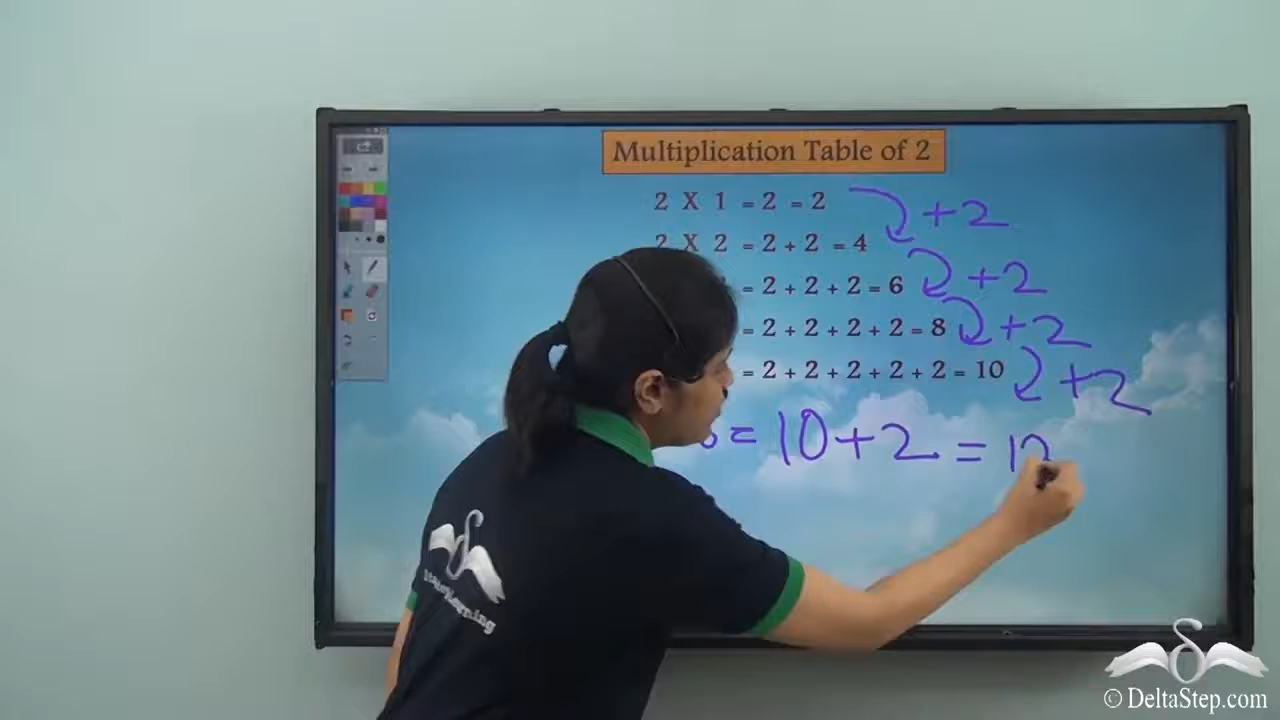 Multiplication Table of 2
2 X 1 = 2 = 2
+2
2 X 2 = 2 + 2 = 4
+2
= 2 + 2 + 2 = 6
+2
= 2 + 2 + 2 + 2 = 8
+2
= 2 + 2 + 2 + 2 + 2 = 10
= 10 + 2 = 12
© DeltaStep.com